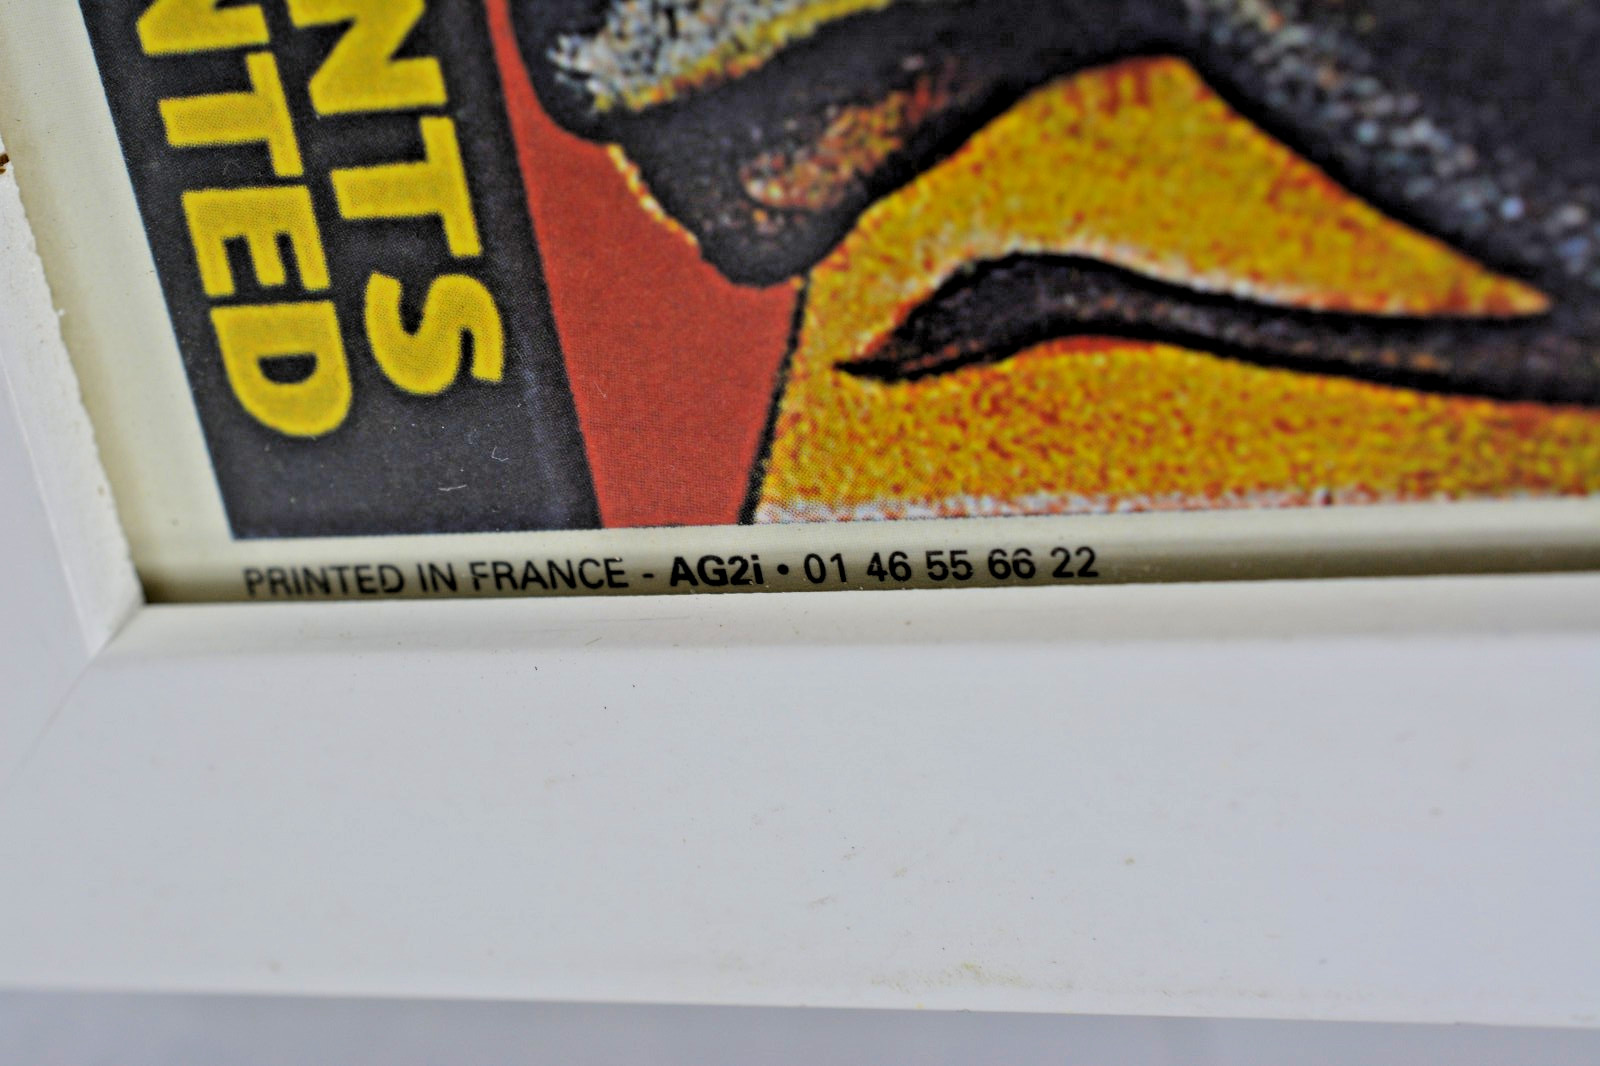 NTS
NTED
PRINTED IN FRANCE - AG2i • 01 46 55 66 22